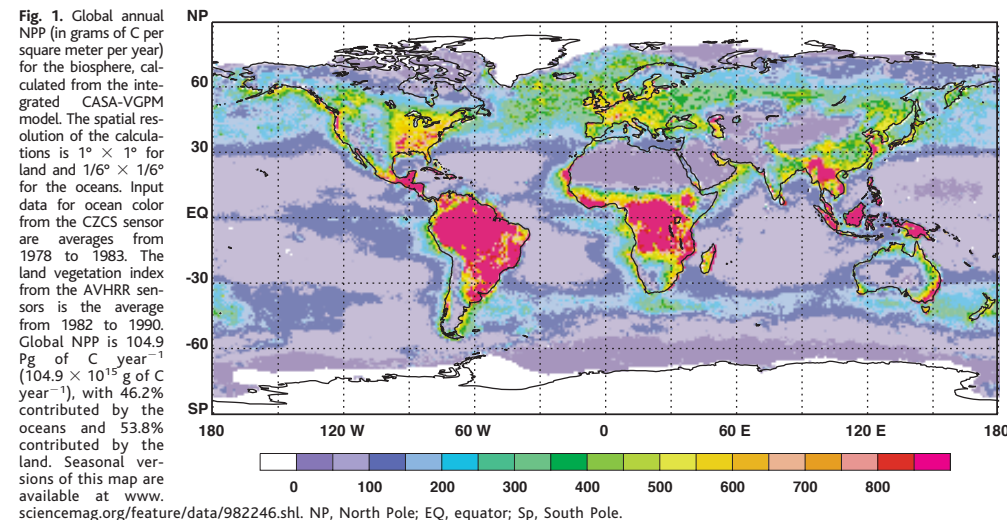 Fig. 1. Global annual
NPP (in grams of C per
square meter per year)
for the biosphere, cal-
culated from the inte-
grated CASA-VGPM
model. The spatial res-
olution of the calcula-
tions is 1° × 1° for
land and 1/6° × 1/6°
for the oceans. Input
data for ocean color
from the CZCS sensor
are averages from
1978 to 1983. The
land vegetation index
from the AVHRR sen-
sors is the average
from 1982 to 1990.
Global NPP is 104.9
Pg of C year⁻¹
(104.9 × 10¹⁵ g of C
year⁻¹), with 46.2%
contributed by the
oceans and 53.8%
contributed by the
land. Seasonal ver-
sions of this map are
available at www.
sciencemag.org/feature/data/982246.shl. NP, North Pole; EQ, equator; Sp, South Pole.
NP
60
30
EQ
-30
-60
SP
180 120 W 60 W 0 60 E 120 E 180
0 100 200 300 400 500 600 700 800